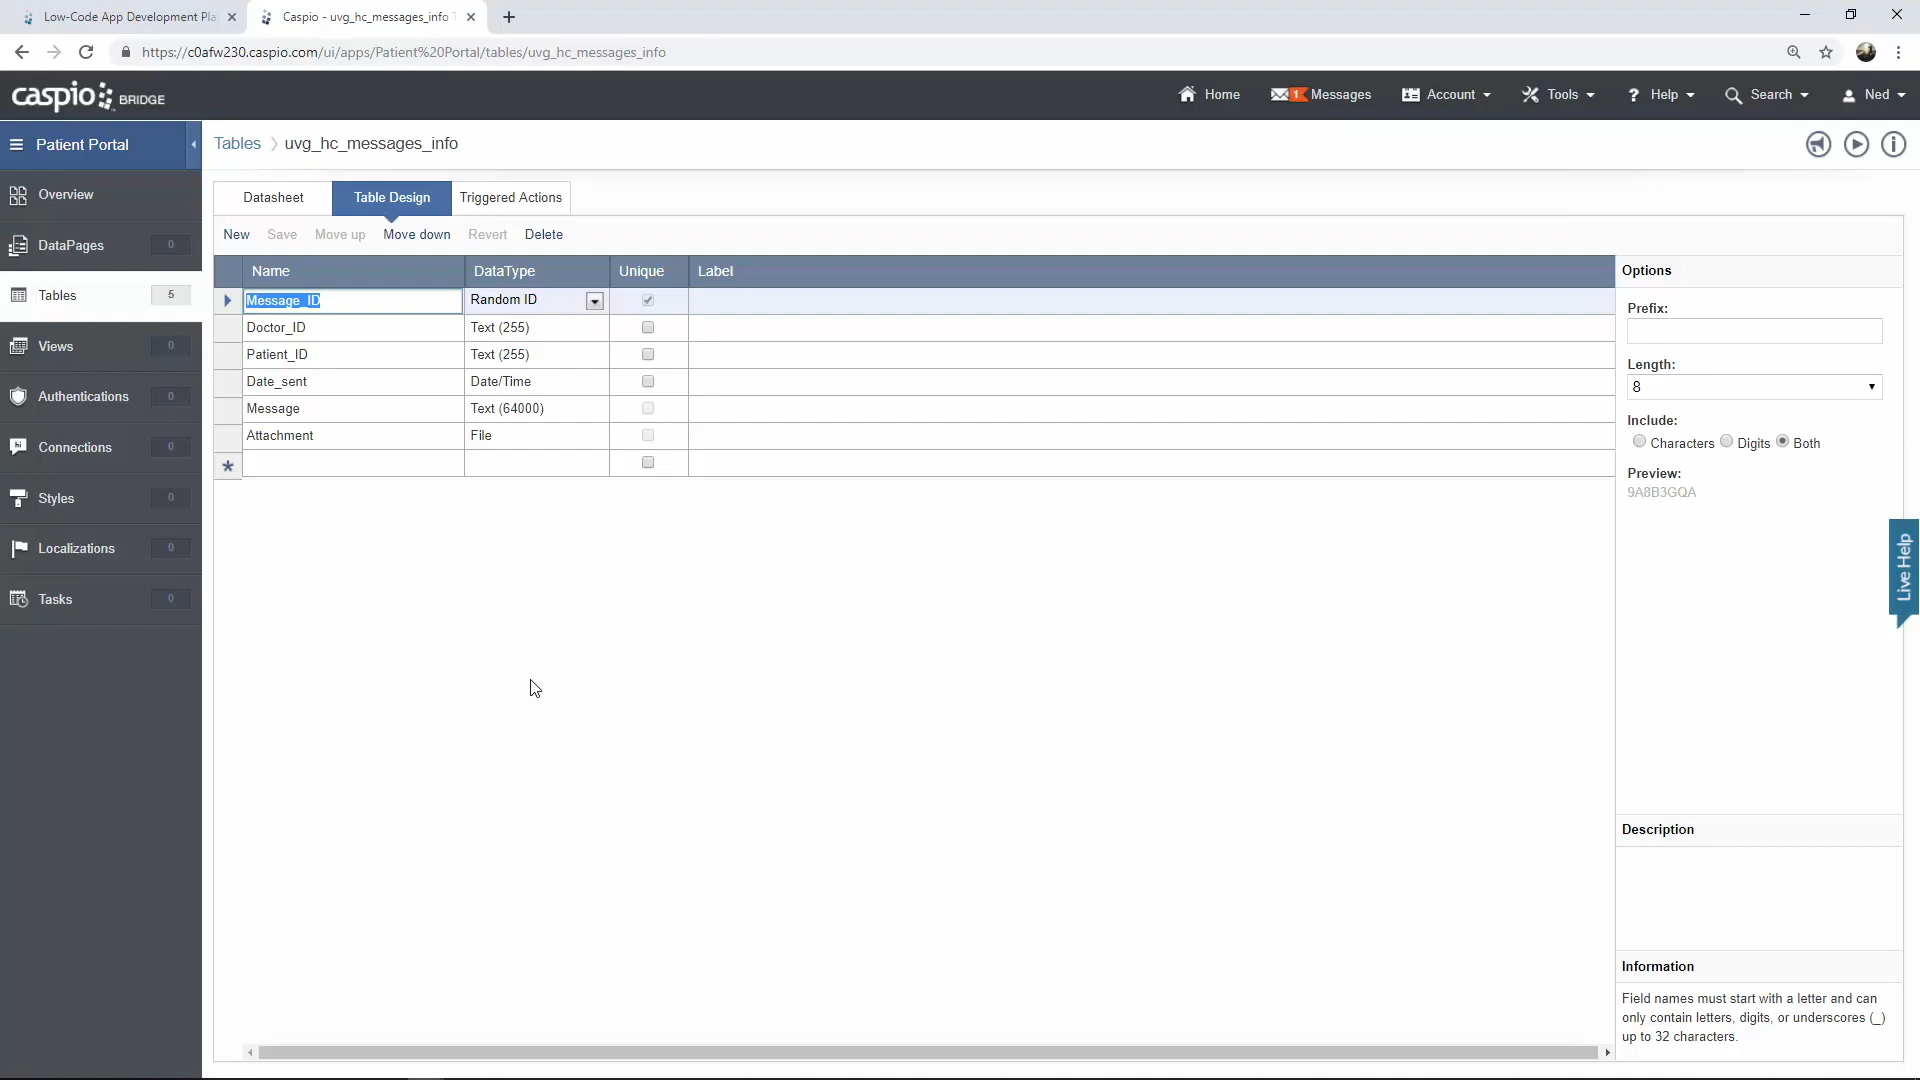 Low-Code App Development Pla
Caspio - uvg_hc_messages_info T
https://c0afw230.caspio.com/ui/apps/Patient%20Portal/tables/uvg_hc_messages_info
caspio BRIDGE
Home
1 Messages
Account
Tools
? Help
Search
Ned
Patient Portal
Tables > uvg_hc_messages_info
Overview
DataPages 0
Tables 5
Views 0
Authentications 0
Connections 0
Styles 0
Localizations 0
Tasks 0
Datasheet
Table Design
Triggered Actions
New Save Move up Move down Revert Delete
Name DataType Unique Label
Message_ID Random ID
Doctor_ID Text (255)
Patient_ID Text (255)
Date_sent Date/Time
Message Text (64000)
Attachment File
*
Options
Prefix:
Length:
8
Include:
Characters Digits Both
Preview:
9A8B3GQA
Live Help
Description
Information
Field names must start with a letter and can
only contain letters, digits, or underscores (_)
up to 32 characters.